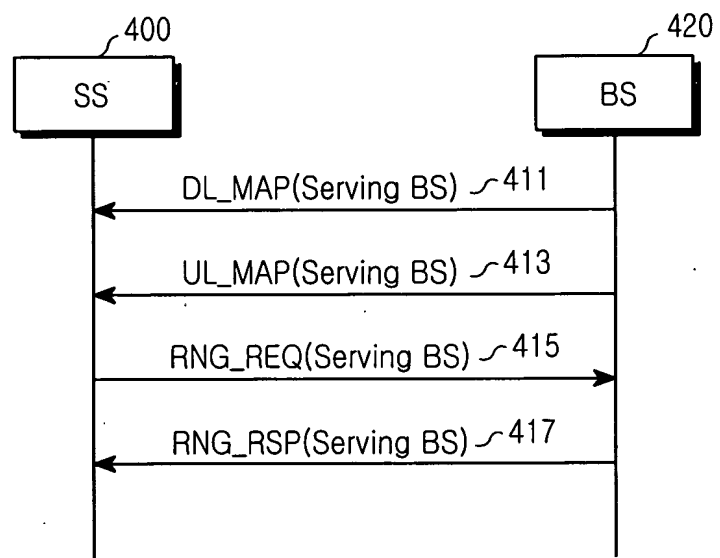 400
420
SS
BS
DL_MAP(Serving BS) 411
UL_MAP(Serving BS) 413
RNG_REQ(Serving BS) 415
RNG_RSP(Serving BS) 417